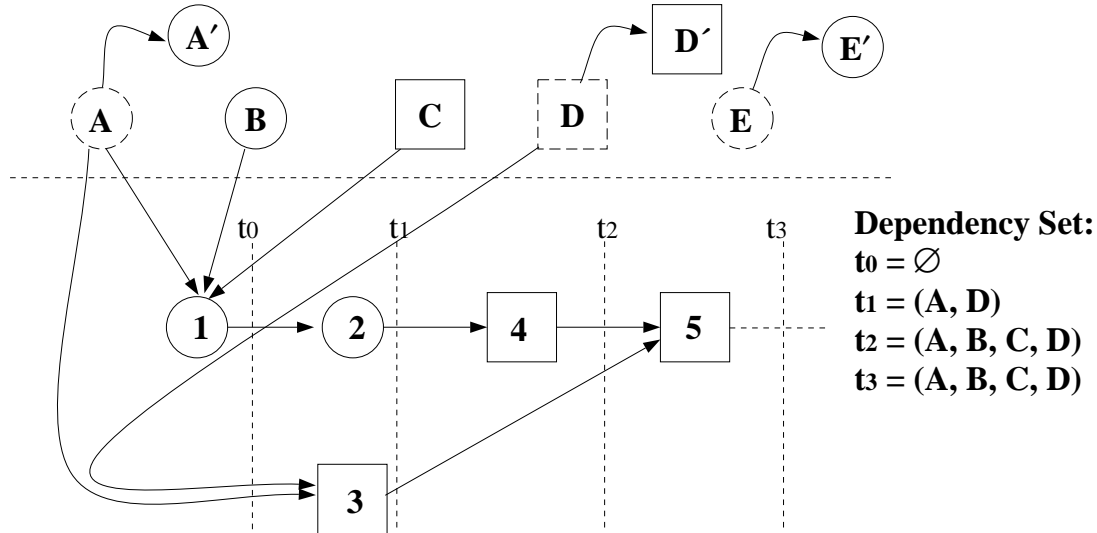 A′
D´
E′
A
B
C
D
E
t0
t1
t2
t3
Dependency Set:
t0 = ∅
t1 = (A, D)
t2 = (A, B, C, D)
t3 = (A, B, C, D)
1
2
4
5
3